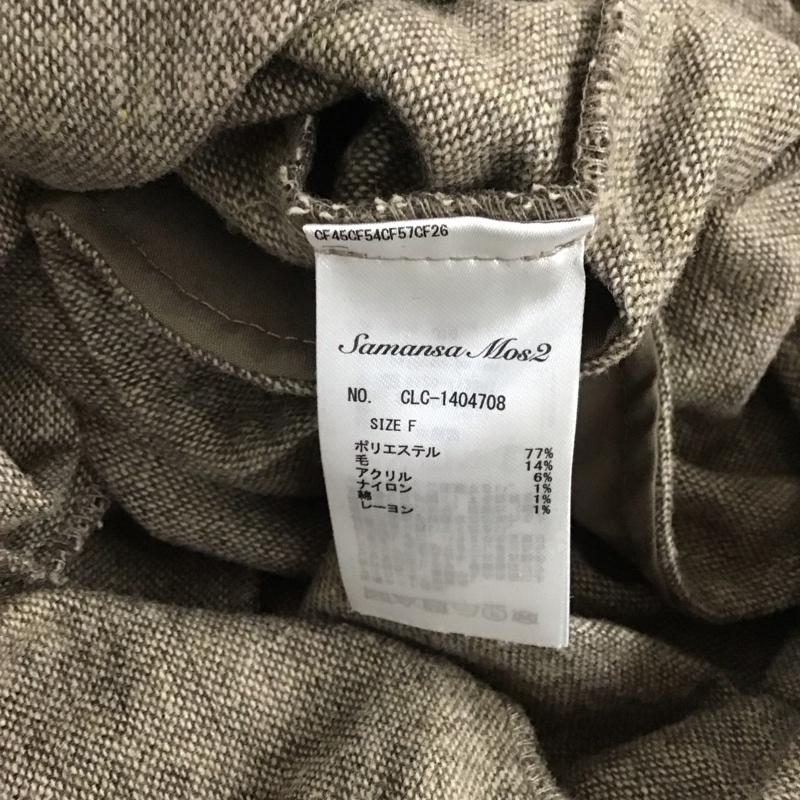 CF45CF54CF57CF26
Samansa Mos2
NO. CLC-1404708
SIZE F
ポリエステル 77%
毛 14%
アクリル 6%
ナイロン 1%
綿 1%
レーヨン 1%